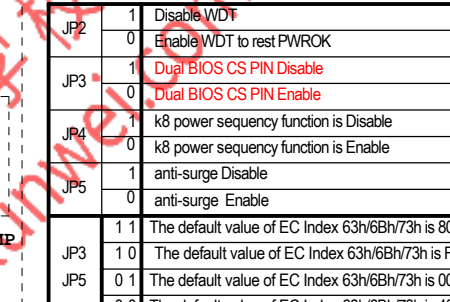 JP2 1 Disable WDT
0 Enable WDT to rest PWROK
JP3 1 Dual BIOS CS PIN Disable
0 Dual BIOS CS PIN Enable
JP4 1 k8 power sequency function is Disable
0 k8 power sequency function is Enable
JP5 1 anti-surge Disable
0 anti-surge Enable
1 1 The default value of EC Index 63h/6Bh/73h is 80
JP3 1 0 The default value of EC Index 63h/6Bh/73h is F
JP5 0 1 The default value of EC Index 63h/6Bh/73h is 00